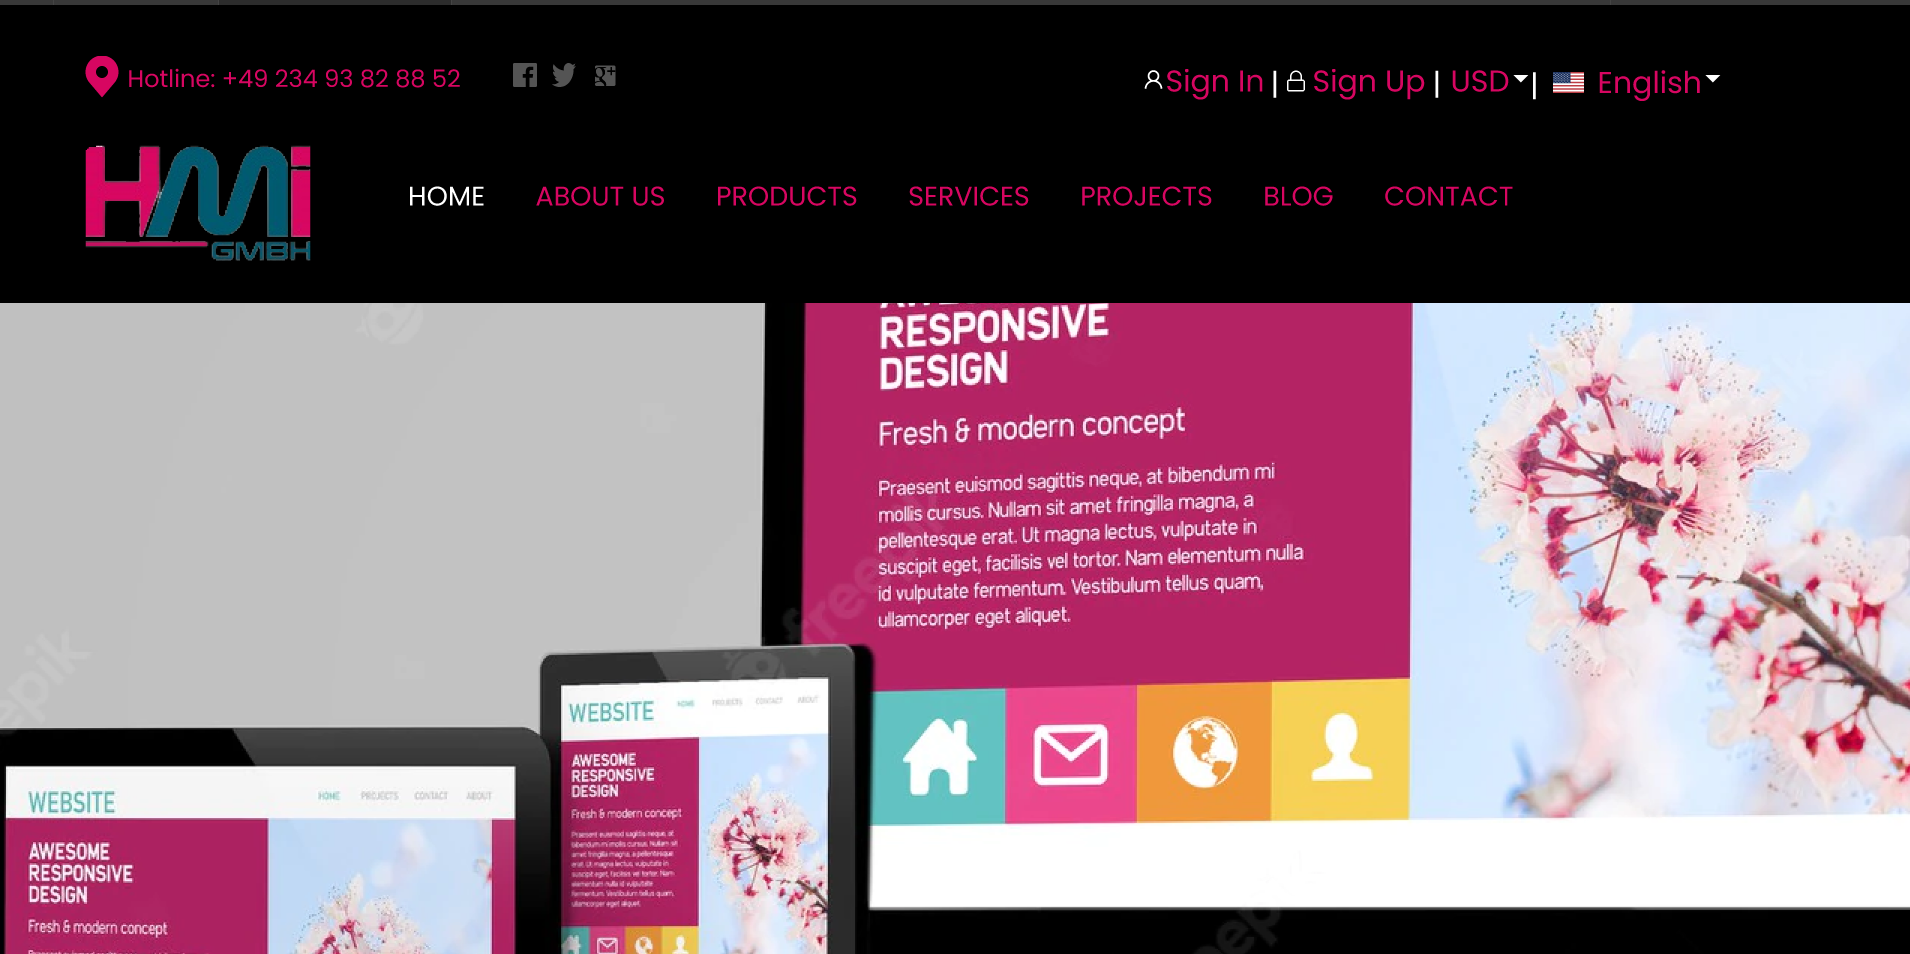 Hotline: +49 234 93 82 88 52
Sign In | Sign Up | USD | English
HMi
GMBH
HOME ABOUT US PRODUCTS SERVICES PROJECTS BLOG CONTACT
RESPONSIVE
DESIGN
Fresh & modern concept
Praesent euismod sagittis neque, at bibendum mi
mollis cursus. Nullam sit amet fringilla magna, a
pellentesque erat. Ut magna lectus, vulputate in
suscipit eget, facilisis vel tortor. Nam elementum nulla
id vulputate fermentum. Vestibulum tellus quam,
ullamcorper eget aliquet.
freepik
WEBSITE HOME PROJECTS CONTACT ABOUT
AWESOME
RESPONSIVE
DESIGN
Fresh & modern concept
Praesent euismod sagittis neque, at
bibendum mi mollis cursus. Nullam sit
amet fringilla magna, a pellentesque
erat. Ut magna lectus, vulputate in
suscipit eget, facilisis vel tortor. Nam
elementum nulla id vulputate
fermentum. Vestibulum tellus quam,
ullamcorper eget aliquet.
WEBSITE HOME PROJECTS CONTACT ABOUT
AWESOME
RESPONSIVE
DESIGN
Fresh & modern concept